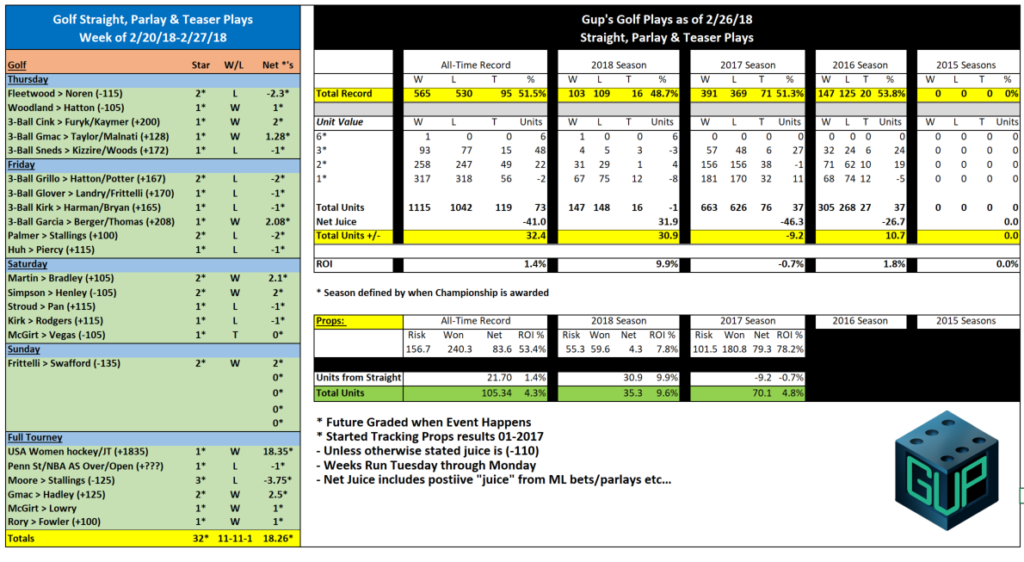 Golf Straight, Parlay & Teaser Plays
Week of 2/20/18-2/27/18
Golf Star W/L Net *'s
Thursday
Fleetwood > Noren (-115) 2* L -2.3*
Woodland > Hatton (-105) 1* W 1*
3-Ball Cink > Furyk/Kaymer (+200) 1* W 2*
3-Ball Gmac > Taylor/Malnati (+128) 1* W 1.28*
3-Ball Sneds > Kizzire/Woods (+172) 1* L -1*
Friday
3-Ball Grillo > Hatton/Potter (+167) 2* L -2*
3-Ball Glover > Landry/Frittelli (+170) 1* L -1*
3-Ball Kirk > Harman/Bryan (+165) 1* L -1*
3-Ball Garcia > Berger/Thomas (+208) 1* W 2.08*
Palmer > Stallings (+100) 2* L -2*
Huh > Piercy (+115) 1* L -1*
Saturday
Martin > Bradley (+105) 2* W 2.1*
Simpson > Henley (-105) 2* W 2*
Stroud > Pan (+115) 1* L -1*
Kirk > Rodgers (+115) 1* L -1*
McGirt > Vegas (-105) 1* T 0*
Sunday
Frittelli > Swafford (-135) 2* W 2*
0*
0*
0*
0*
Full Tourney
USA Women hockey/JT (+1835) 1* W 18.35*
Penn St/NBA AS Over/Open (+???) 1* L -1*
Moore > Stallings (-125) 3* L -3.75*
Gmac > Hadley (+125) 2* W 2.5*
McGirt > Lowry 1* W 1*
Rory > Fowler (+100) 1* W 1*
Totals 32* 11-11-1 18.26*
Gup's Golf Plays as of 2/26/18
Straight, Parlay & Teaser Plays
All-Time Record 2018 Season 2017 Season 2016 Season 2015 Seasons
W L T % W L T % W L T % W L T % W L T %
Total Record 565 530 95 51.5% 103 109 16 48.7% 391 369 71 51.3% 147 125 20 53.8% 0 0 0 0%
Unit Value W L T Units W L T Units W L T Units W L T Units W L T Units
6* 1 0 0 6 1 0 0 6 0 0 0 0 0 0 0 0 0 0 0 0
3* 93 77 15 48 4 5 3 -3 57 48 6 27 32 24 6 24 0 0 0 0
2* 258 247 49 22 31 29 1 4 156 156 38 -1 71 62 10 19 0 0 0 0
1* 317 318 56 -2 67 75 12 -8 181 170 32 11 68 74 12 -5 0 0 0 0
Total Units 1115 1042 119 73 147 148 16 -1 663 626 76 37 305 268 27 37 0 0 0 0
Net Juice -41.0 31.9 -46.3 -26.7 0.0
Total Units +/- 32.4 30.9 -9.2 10.7 0.0
ROI 1.4% 9.9% -0.7% 1.8% 0.0%
* Season defined by when Championship is awarded
Props: All-Time Record 2018 Season 2017 Season 2016 Season 2015 Seasons
Risk Won Net ROI % Risk Won Net ROI % Risk Won Net ROI %
156.7 240.3 83.6 53.4% 55.3 59.6 4.3 7.8% 101.5 180.8 79.3 78.2%
Units from Straight 21.70 1.4% 30.9 9.9% -9.2 -0.7%
Total Units 105.34 4.3% 35.3 9.6% 70.1 4.8%
* Future Graded when Event Happens
* Started Tracking Props results 01-2017
- Unless otherwise stated juice is (-110)
- Weeks Run Tuesday through Monday
- Net Juice includes postiive "juice" from ML bets/parlays etc...
GUP